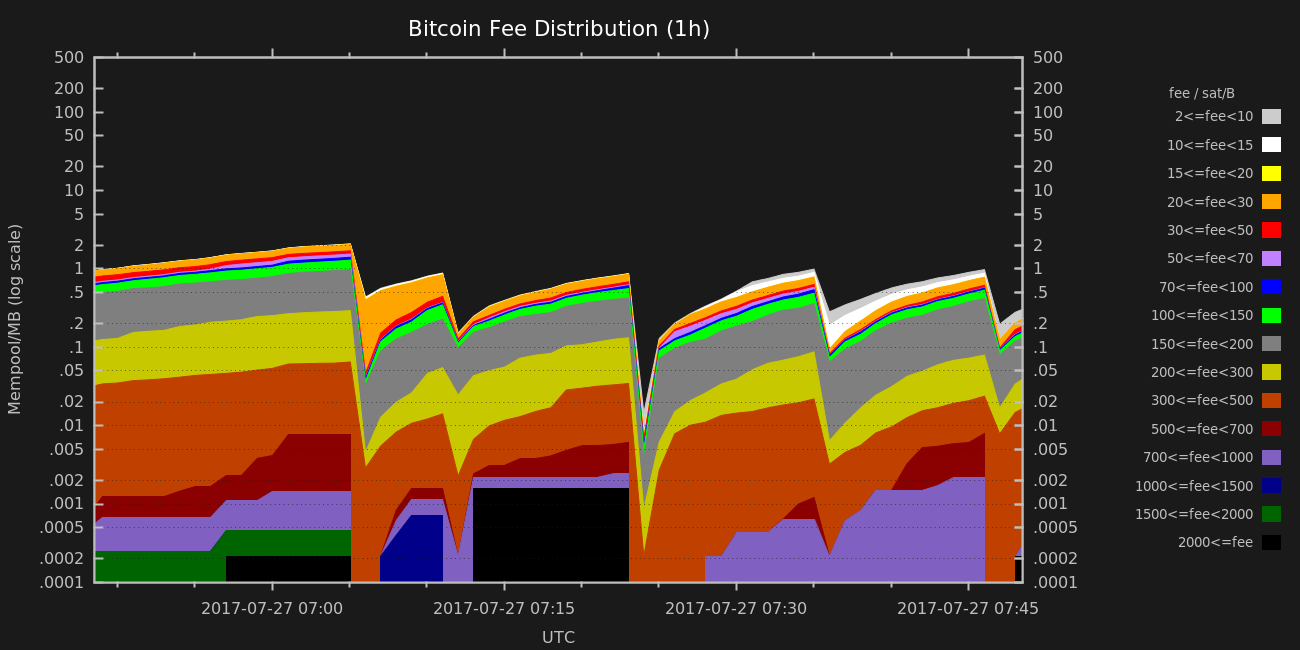 Bitcoin Fee Distribution (1h)
500
200
100
50
20
10
5
2
1
.5
.2
.1
.05
.02
.01
.005
.002
.001
.0005
.0002
.0001
Mempool/MB (log scale)
500
200
100
50
20
10
5
2
1
.5
.2
.1
.05
.02
.01
.005
.002
.001
.0005
.0002
.0001
2017-07-27 07:00
2017-07-27 07:15
2017-07-27 07:30
2017-07-27 07:45
UTC
fee / sat/B
2<=fee<10
10<=fee<15
15<=fee<20
20<=fee<30
30<=fee<50
50<=fee<70
70<=fee<100
100<=fee<150
150<=fee<200
200<=fee<300
300<=fee<500
500<=fee<700
700<=fee<1000
1000<=fee<1500
1500<=fee<2000
2000<=fee